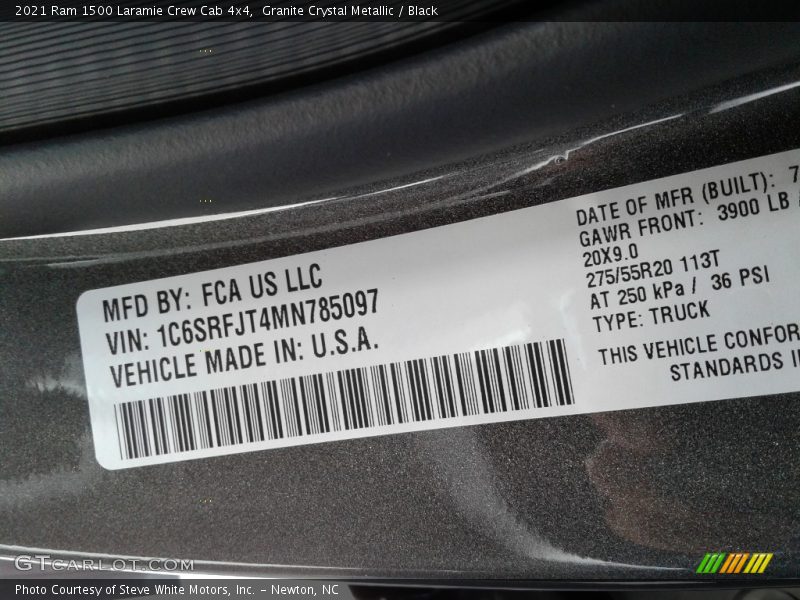 2021 Ram 1500 Laramie Crew Cab 4x4,  Granite Crystal Metallic / Black
MFD BY: FCA US LLC
VIN: 1C6SRFJT4MN785097
VEHICLE MADE IN: U.S.A.
DATE OF MFR (BUILT): 7
GAWR FRONT: 3900 LB
20X9.0
275/55R20 113T
AT 250 kPa / 36 PSI
TYPE: TRUCK
THIS VEHICLE CONFOR
STANDARDS
GTCARLOT.COM
Photo Courtesy of Steve White Motors, Inc. – Newton, NC